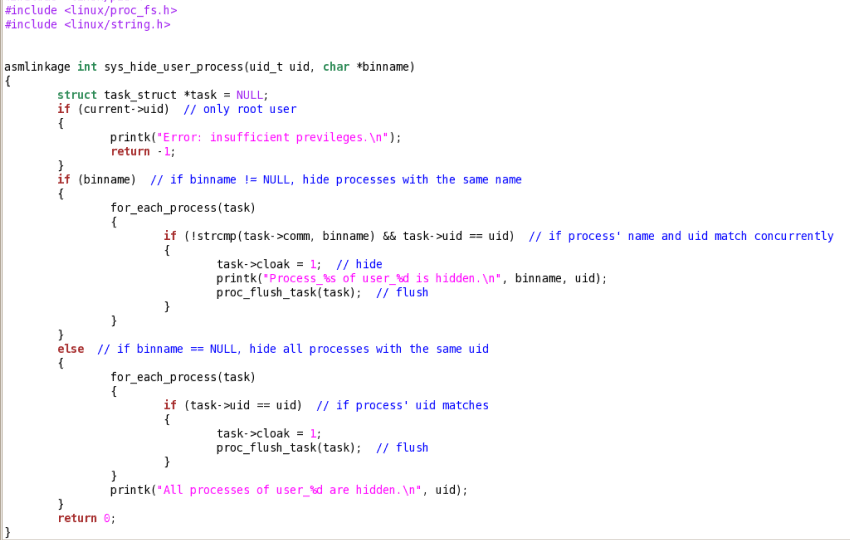 #include <linux/proc_fs.h>
#include <linux/string.h>
asmlinkage int sys_hide_user_process(uid_t uid, char *binname)
{
struct task_struct *task = NULL;
if (current->uid)  // only root user
{
printk("Error: insufficient previleges.\n");
return -1;
}
if (binname)  // if binname != NULL, hide processes with the same name
{
for_each_process(task)
{
if (!strcmp(task->comm, binname) && task->uid == uid)  // if process' name and uid match concurrently
{
task->cloak = 1;  // hide
printk("Process_%s of user_%d is hidden.\n", binname, uid);
proc_flush_task(task);  // flush
}
}
}
else  // if binname == NULL, hide all processes with the same uid
{
for_each_process(task)
{
if (task->uid == uid)  // if process' uid matches
{
task->cloak = 1;
proc_flush_task(task);  // flush
}
}
printk("All processes of user_%d are hidden.\n", uid);
}
return 0;
}